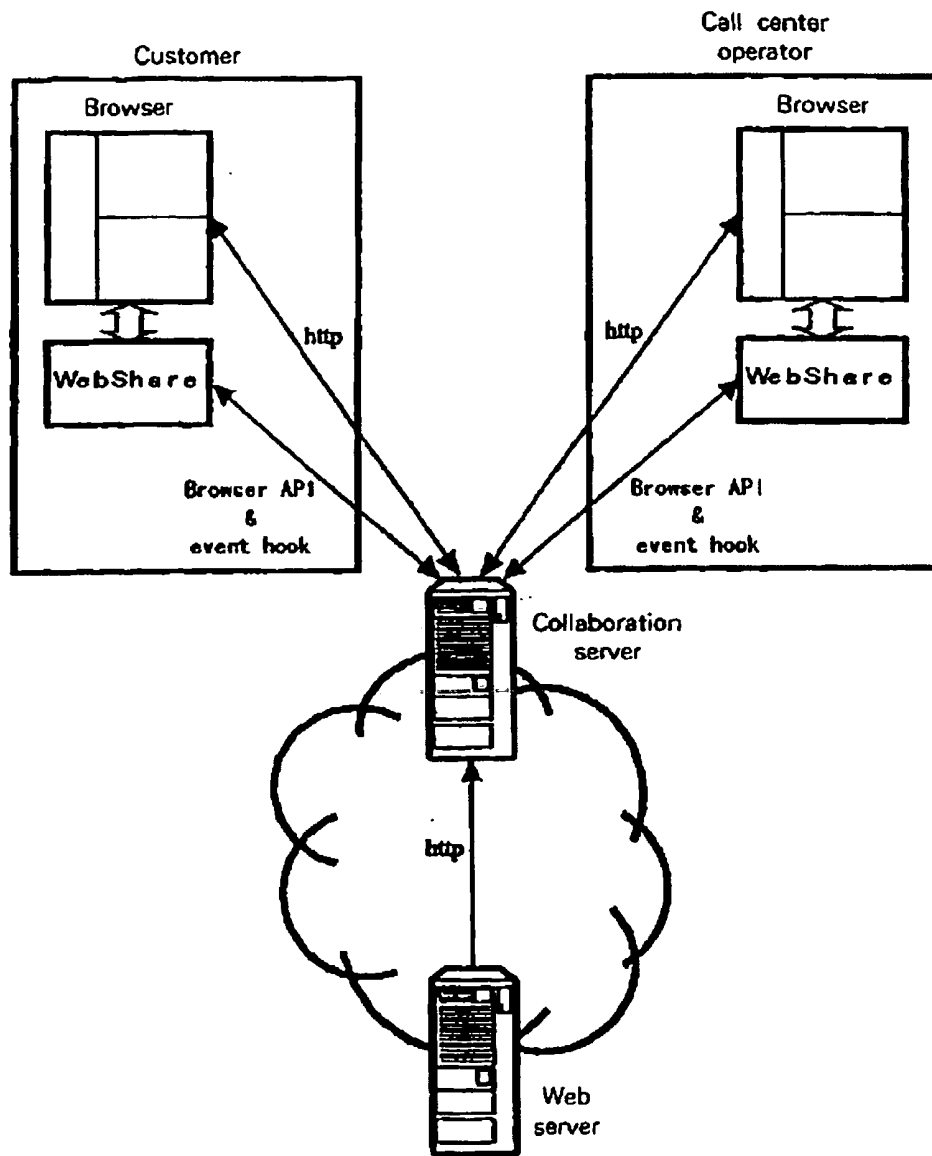 Customer
Call center
operator
Browser
Browser
http
http
WebShare
WebShare
Browser API
&
event hook
Browser API
&
event hook
Collaboration
server
http
Web
server